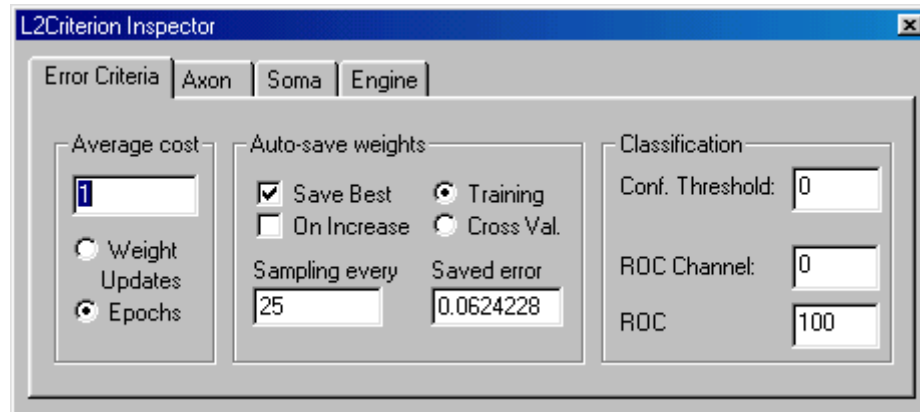 L2Criterion Inspector
Error Criteria
Axon
Soma
Engine
Average cost
1
Weight
Updates
Epochs
Auto-save weights
Save Best
Training
On Increase
Cross Val.
Sampling every
Saved error
25
0.0624228
Classification
Conf. Threshold:
0
ROC Channel:
0
ROC
100